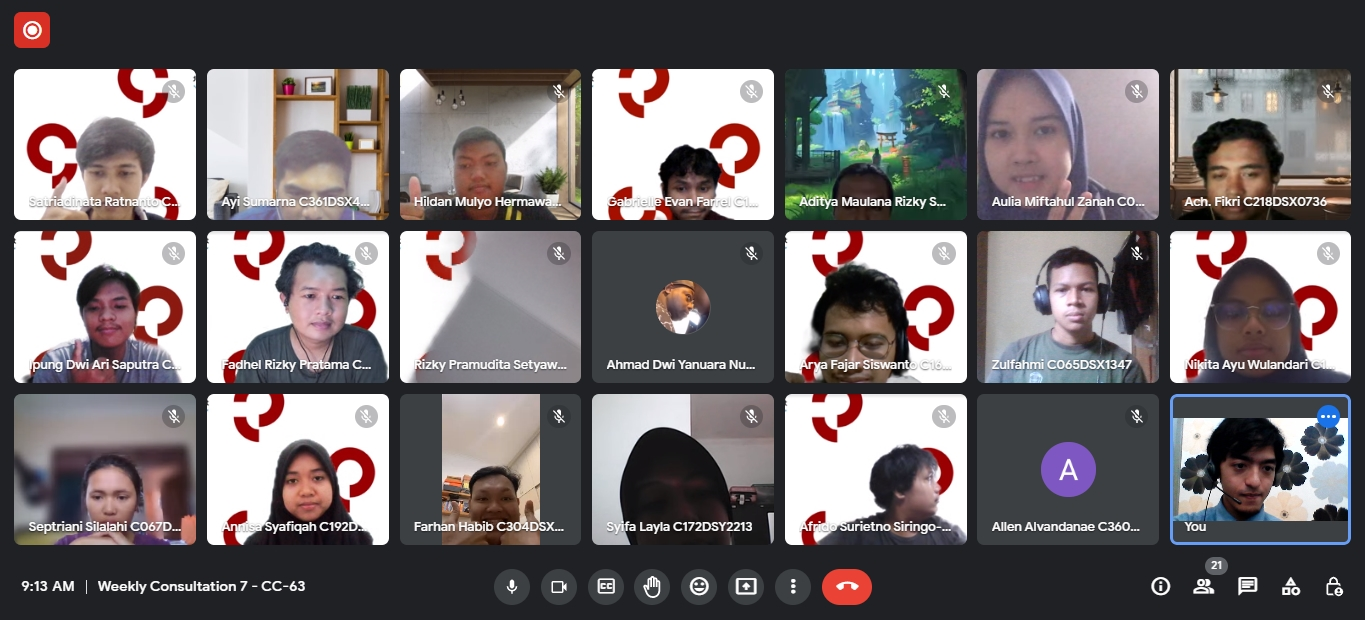 Satriadinata Ratnanto C...
Ayi Sumarna C361DSX4...
Hildan Mulyo Hermawa...
Gabrielle Evan Farrel C1...
Aditya Maulana Rizky S...
Aulia Miftahul Zanah C0...
Ach. Fikri C218DSX0736
Ipung Dwi Ari Saputra C...
Fadhel Rizky Pratama C...
Rizky Pramudita Setyaw...
Ahmad Dwi Yanuara Nu...
Arya Fajar Siswanto C16...
Zulfahmi C065DSX1347
Nikita Ayu Wulandari C1...
Septriani Silalahi C067D...
Annisa Syafiqah C192D...
Farhan Habib C304DSX...
Syifa Layla C172DSY2213
Afrido Surietno Siringo-...
A
Allen Alvandanae C360...
You
9:13 AM | Weekly Consultation 7 - CC-63
CC
21